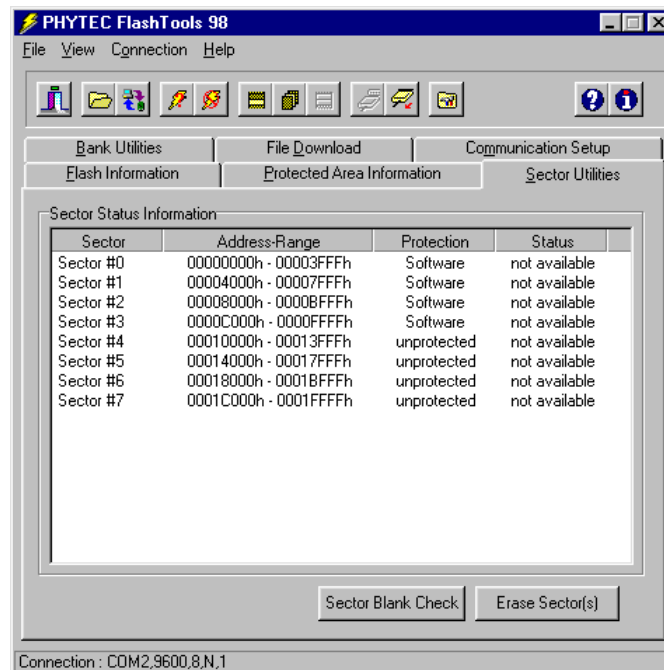 PHYTEC FlashTools 98
File View Connection Help
Bank Utilities File Download Communication Setup
Flash Information Protected Area Information Sector Utilities
Sector Status Information
Sector Address-Range Protection Status
Sector #0 00000000h - 00003FFFh Software not available
Sector #1 00004000h - 00007FFFh Software not available
Sector #2 00008000h - 0000BFFFh Software not available
Sector #3 0000C000h - 0000FFFFh Software not available
Sector #4 00010000h - 00013FFFh unprotected not available
Sector #5 00014000h - 00017FFFh unprotected not available
Sector #6 00018000h - 0001BFFFh unprotected not available
Sector #7 0001C000h - 0001FFFFh unprotected not available
Sector Blank Check Erase Sector(s)
Connection : COM2,9600,8,N,1